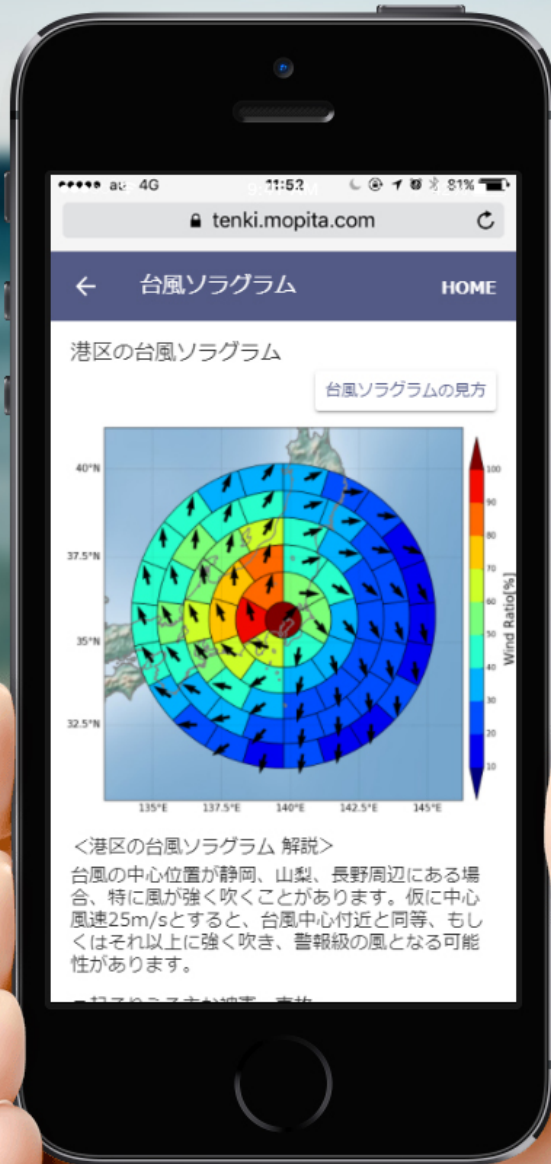 au 4G 11:52 81%
tenki.mopita.com
台風ソラグラム HOME
港区の台風ソラグラム
台風ソラグラムの見方
40°N
37.5°N
35°N
32.5°N
135°E 137.5°E 140°E 142.5°E 145°E
100
90
80
70
60
50
40
30
20
10
Wind Ratio[%]
<港区の台風ソラグラム 解説>
台風の中心位置が静岡、山梨、長野周辺にある場
合、特に風が強く吹くことがあります。仮に中心
風速25m/sとすると、台風中心付近と同等、もし
くはそれ以上に強く吹き、警報級の風となる可能
性があります。